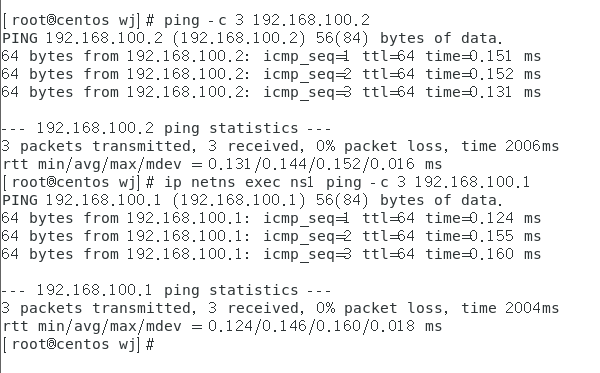 [root@centos wj]# ping -c 3 192.168.100.2
PING 192.168.100.2 (192.168.100.2) 56(84) bytes of data.
64 bytes from 192.168.100.2: icmp_seq=1 ttl=64 time=0.151 ms
64 bytes from 192.168.100.2: icmp_seq=2 ttl=64 time=0.152 ms
64 bytes from 192.168.100.2: icmp_seq=3 ttl=64 time=0.131 ms
--- 192.168.100.2 ping statistics ---
3 packets transmitted, 3 received, 0% packet loss, time 2006ms
rtt min/avg/max/mdev = 0.131/0.144/0.152/0.016 ms
[root@centos wj]# ip netns exec ns1 ping -c 3 192.168.100.1
PING 192.168.100.1 (192.168.100.1) 56(84) bytes of data.
64 bytes from 192.168.100.1: icmp_seq=1 ttl=64 time=0.124 ms
64 bytes from 192.168.100.1: icmp_seq=2 ttl=64 time=0.155 ms
64 bytes from 192.168.100.1: icmp_seq=3 ttl=64 time=0.160 ms
--- 192.168.100.1 ping statistics ---
3 packets transmitted, 3 received, 0% packet loss, time 2004ms
rtt min/avg/max/mdev = 0.124/0.146/0.160/0.018 ms
[root@centos wj]#